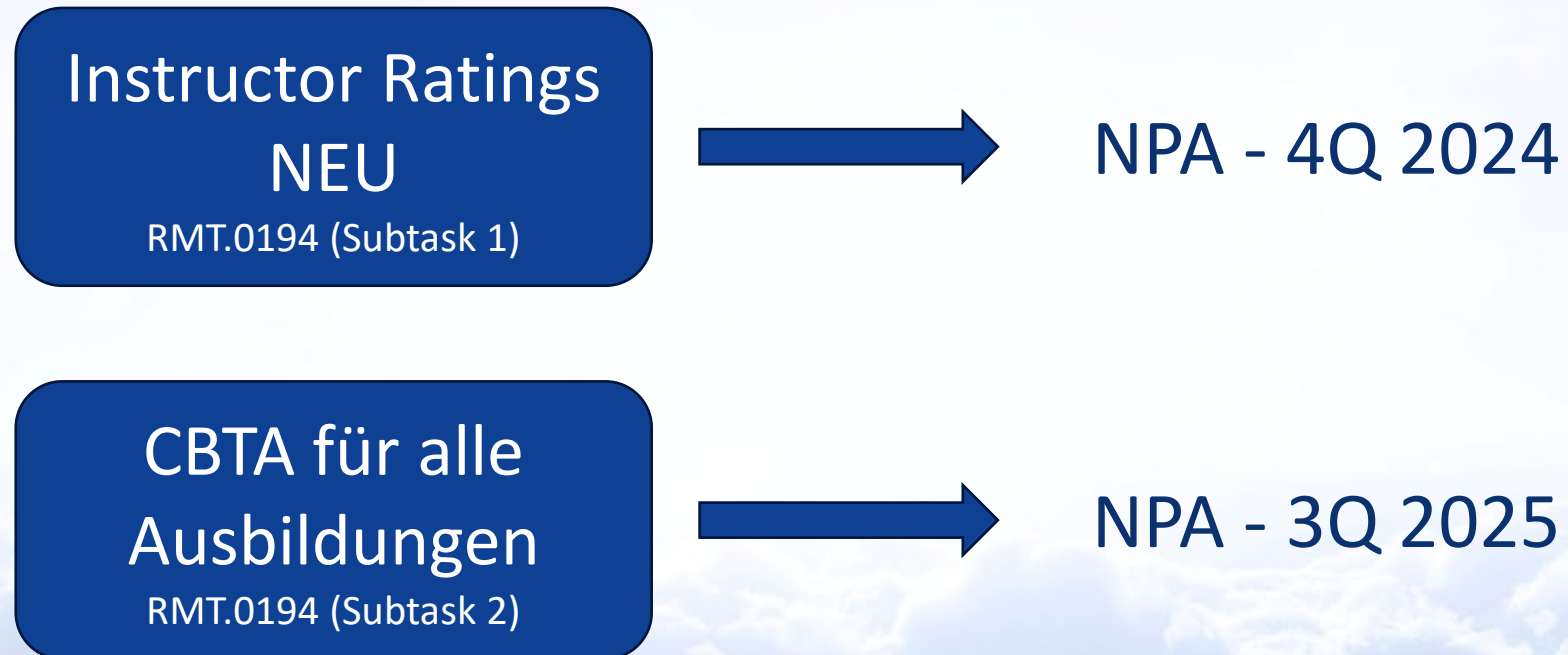 Instructor Ratings
NEU
RMT.0194 (Subtask 1)
NPA - 4Q 2024
CBTA für alle
Ausbildungen
RMT.0194 (Subtask 2)
NPA - 3Q 2025